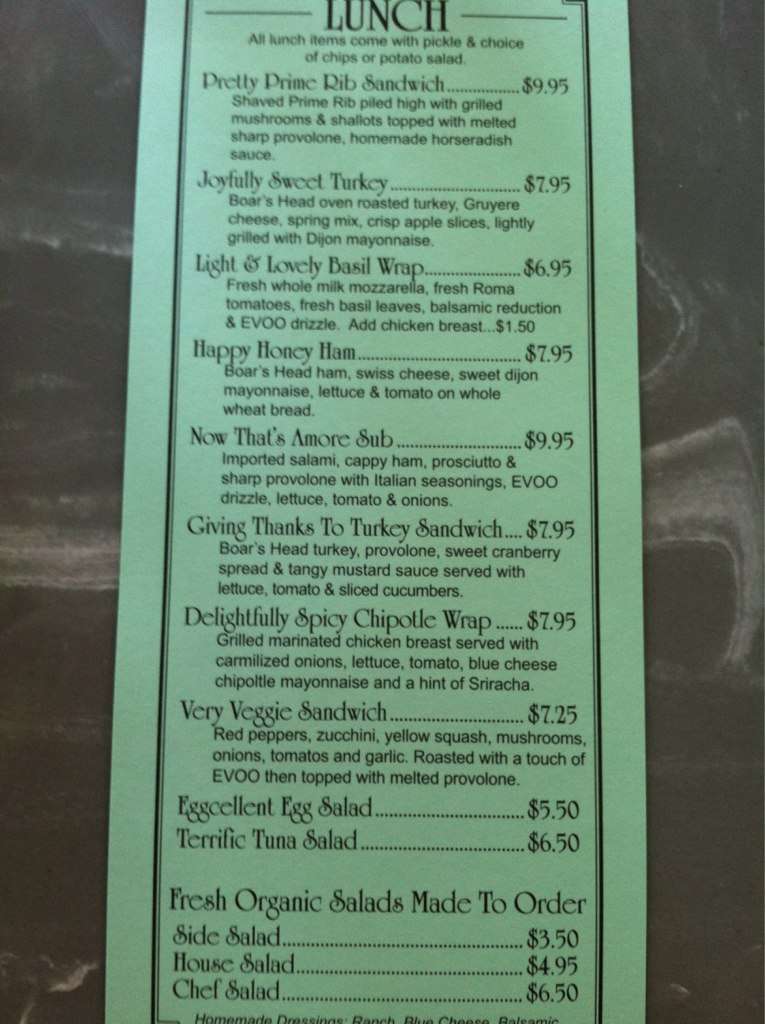 LUNCH
All lunch items come with pickle & choice
of chips or potato salad.
Pretty Prime Rib Sandwich................$9.95
Shaved Prime Rib piled high with grilled
mushrooms & shallots topped with melted
sharp provolone, homemade horseradish
sauce.
Joyfully Sweet Turkey............................$7.95
Boar's Head oven roasted turkey, Gruyere
cheese, spring mix, crisp apple slices, lightly
grilled with Dijon mayonnaise.
Light & Lovely Basil Wrap.....................$6.95
Fresh whole milk mozzarella, fresh Roma
tomatoes, fresh basil leaves, balsamic reduction
& EVOO drizzle. Add chicken breast...$1.50
Happy Honey Ham...................................$7.95
Boar's Head ham, swiss cheese, sweet dijon
mayonnaise, lettuce & tomato on whole
wheat bread.
Now That's Amore Sub...........................$9.95
Imported salami, cappy ham, prosciutto &
sharp provolone with Italian seasonings, EVOO
drizzle, lettuce, tomato & onions.
Giving Thanks To Turkey Sandwich.... $7.95
Boar's Head turkey, provolone, sweet cranberry
spread & tangy mustard sauce served with
lettuce, tomato & sliced cucumbers.
Delightfully Spicy Chipotle Wrap ...... $7.95
Grilled marinated chicken breast served with
carmilized onions, lettuce, tomato, blue cheese
chipoltle mayonnaise and a hint of Sriracha.
Very Veggie Sandwich............................ $7.25
Red peppers, zucchini, yellow squash, mushrooms,
onions, tomatos and garlic. Roasted with a touch of
EVOO then topped with melted provolone.
Eggcellent Egg Salad................................$5.50
Terrific Tuna Salad...................................$6.50
Fresh Organic Salads Made To Order
Side Salad...................................................$3.50
House Salad................................................$4.95
Chef Salad...................................................$6.50
Homemade Dressings: Ranch, Blue Cheese, Balsamic